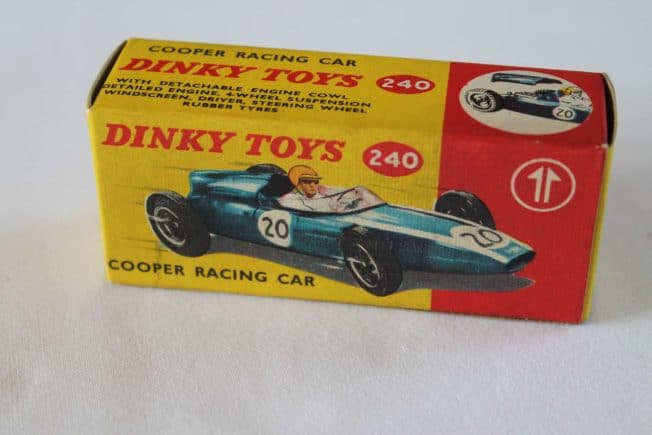 COOPER RACING CAR
DINKY TOYS 240
WITH DETACHABLE ENGINE COWL
DETAILED ENGINE, 4-WHEEL SUSPENSION
WINDSCREEN, DRIVER, STEERING WHEEL
RUBBER TYRES
20
DINKY TOYS 240
20
20
COOPER RACING CAR